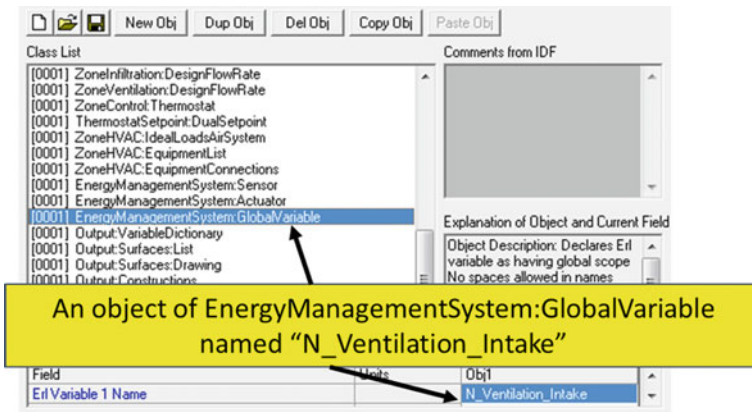 New Obj Dup Obj Del Obj Copy Obj Paste Obj
Class List
Comments from IDF
[0001] ZoneInfiltration:DesignFlowRate
[0001] ZoneVentilation:DesignFlowRate
[0001] ZoneControl:Thermostat
[0001] ThermostatSetpoint:DualSetpoint
[0001] ZoneHVAC:IdealLoadsAirSystem
[0001] ZoneHVAC:EquipmentList
[0001] ZoneHVAC:EquipmentConnections
[0001] EnergyManagementSystem:Sensor
[0001] EnergyManagementSystem:Actuator
[0001] EnergyManagementSystem:GlobalVariable
[0001] Output:VariableDictionary
[0001] Output:Surfaces:List
[0001] Output:Surfaces:Drawing
[0001] Output:Constructions
Explanation of Object and Current Field
Object Description: Declares Erl
variable as having global scope
No spaces allowed in names
An object of EnergyManagementSystem:GlobalVariable
named “N_Ventilation_Intake”
Field Units Obj1
Erl Variable 1 Name N_Ventilation_Intake